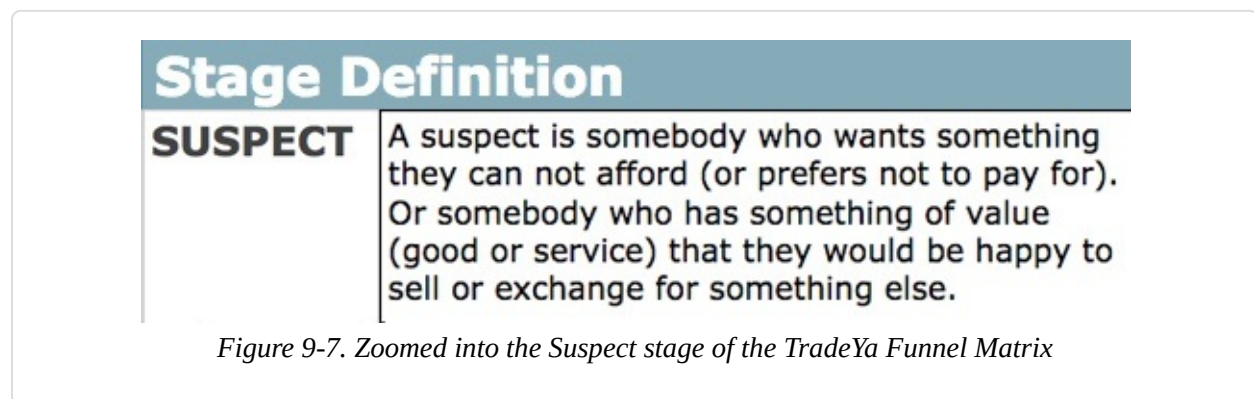 Stage Definition
SUSPECT
A suspect is somebody who wants something
they can not afford (or prefers not to pay for).
Or somebody who has something of value
(good or service) that they would be happy to
sell or exchange for something else.
Figure 9-7. Zoomed into the Suspect stage of the TradeYa Funnel Matrix